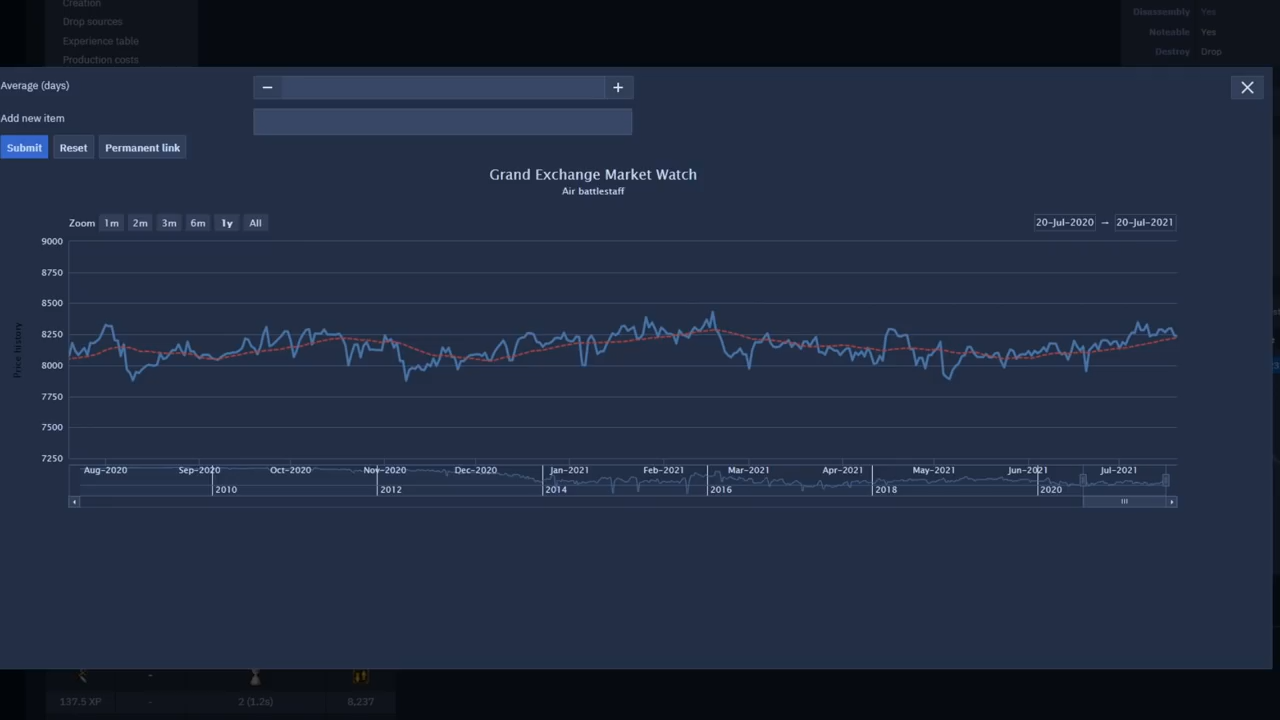 Creation
Drop sources
Experience table
Production costs
Disassembly Yes
Noteable Yes
Destroy Drop
Average (days)
− +
Add new item
Submit Reset Permanent link
Grand Exchange Market Watch
Air battlestaff
Zoom 1m 2m 3m 6m 1y All
20-Jul-2020 → 20-Jul-2021
9000
8750
8500
8250
8000
7750
7500
7250
Price history
Aug-2020 Sep-2020 Oct-2020 Nov-2020 Dec-2020 Jan-2021 Feb-2021 Mar-2021 Apr-2021 May-2021 Jun-2021 Jul-2021
2010 2012 2014 2016 2018 2020
137.5 XP - 2 (1.2s) 8,237